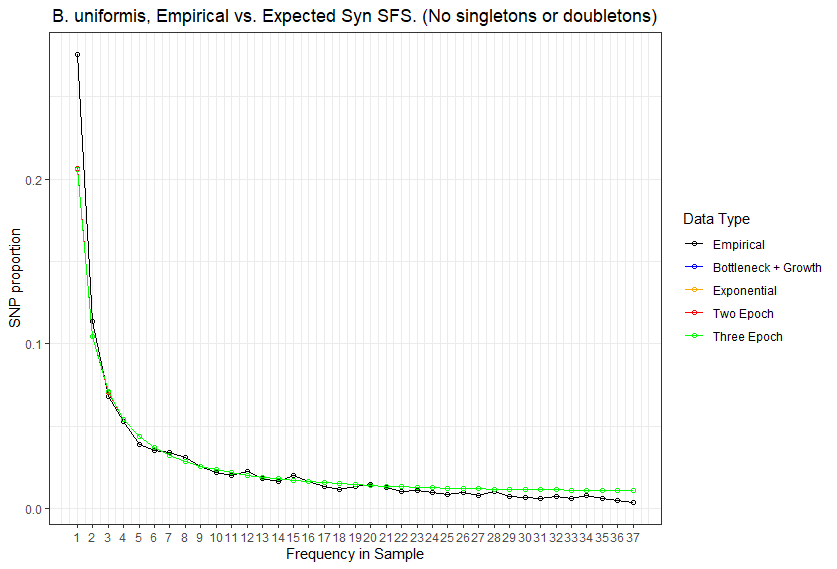 B. uniformis, Empirical vs. Expected Syn SFS. (No singletons or doubletons)
SNP proportion
0.2
0.1
0.0
1 2 3 4 5 6 7 8 9 10 11 12 13 14 15 16 17 18 19 20 21 22 23 24 25 26 27 28 29 30 31 32 33 34 35 36 37
Frequency in Sample
Data Type
Empirical
Bottleneck + Growth
Exponential
Two Epoch
Three Epoch